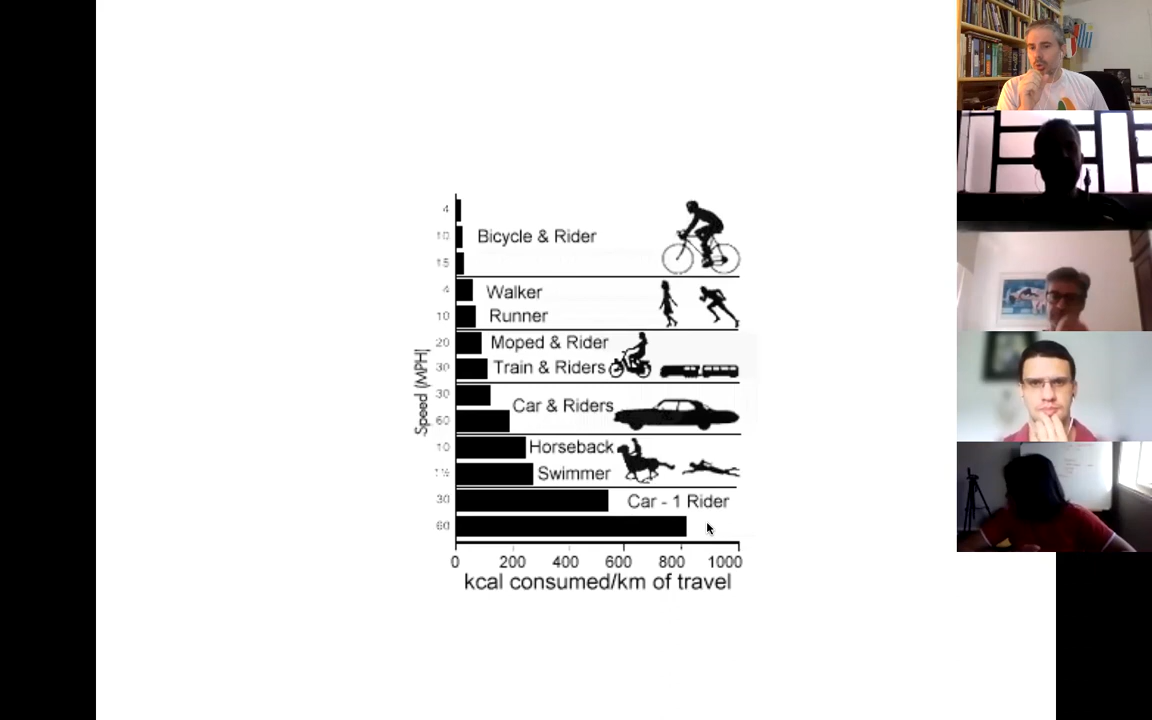 4
10 Bicycle & Rider
15
4 Walker
10 Runner
20 Moped & Rider
30 Train & Riders
30
Car & Riders
60
10 Horseback
Swimmer
30 Car - 1 Rider
60
Speed (MPH)
0 200 400 600 800 1000
kcal consumed/km of travel